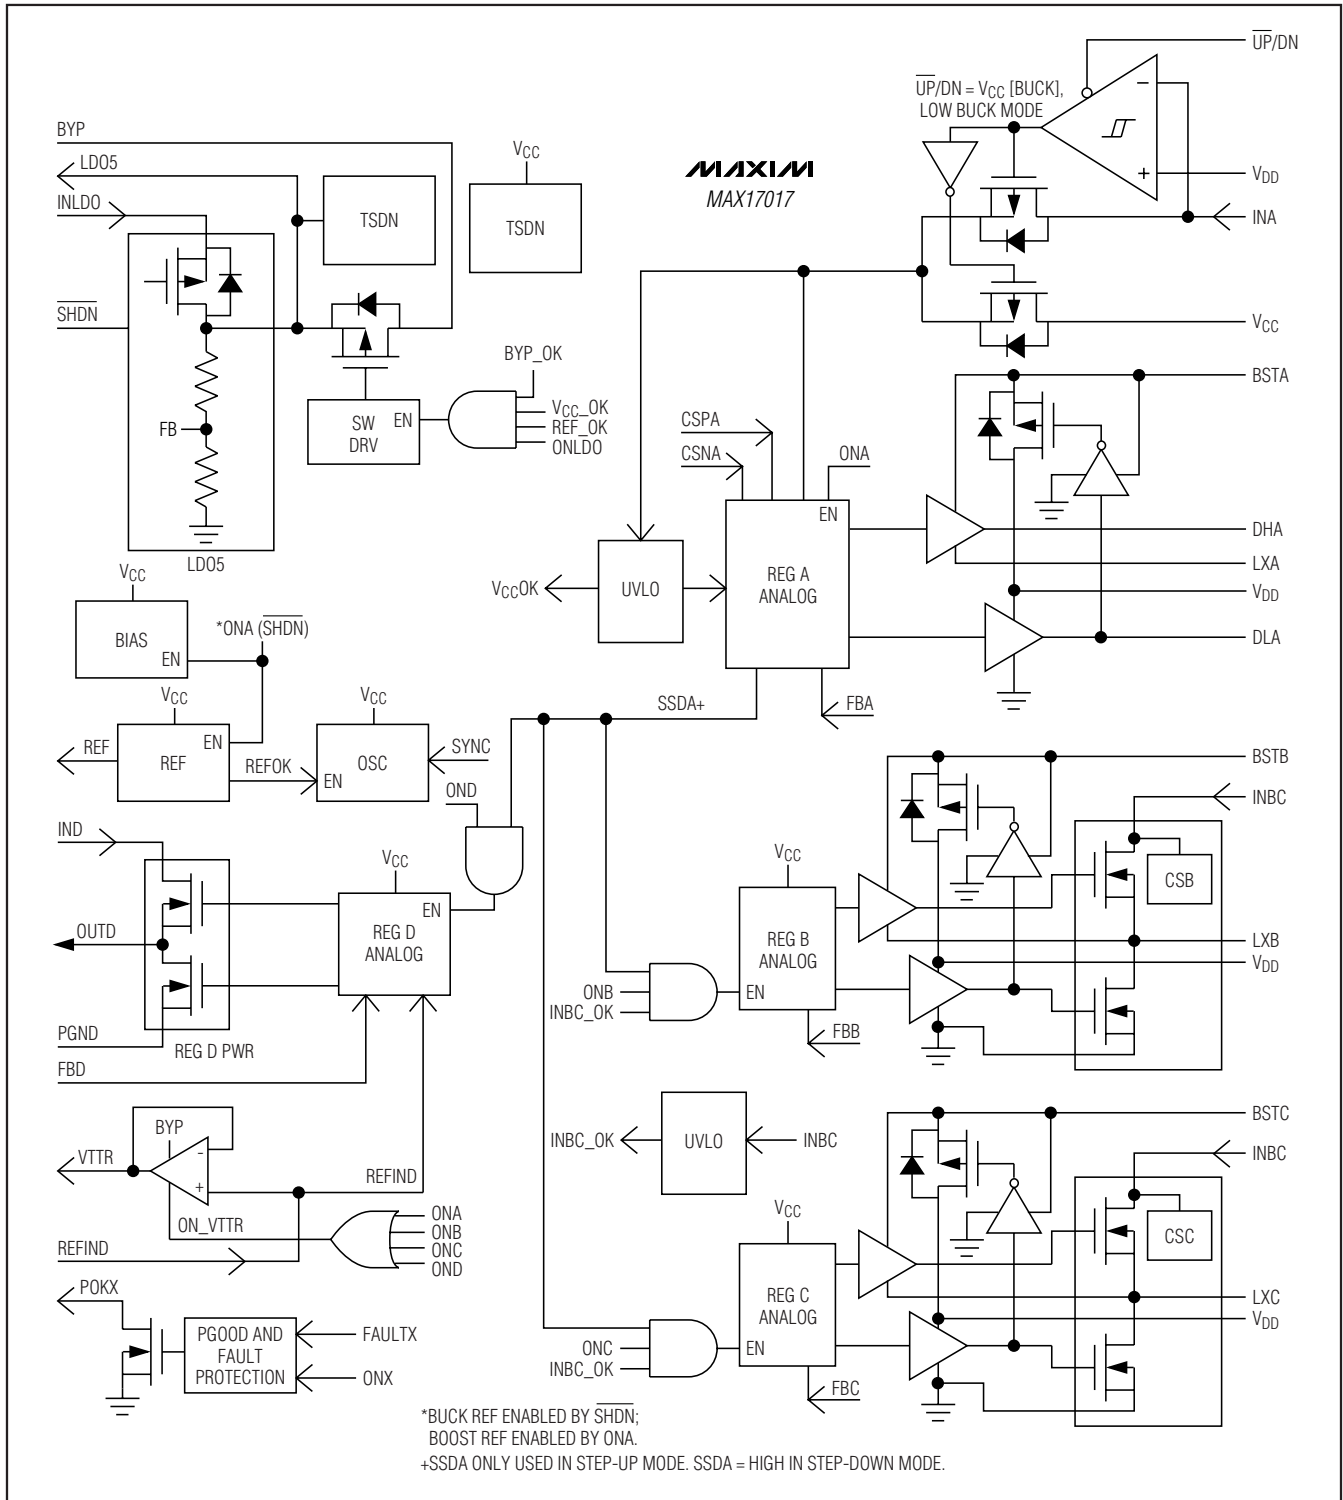 UP/DN
UP/DN = VCC [BUCK],
LOW BUCK MODE
BYP
LDO5
INLDO
SHDN
FB
LDO5
TSDN
VCC
TSDN
MAXIM
MAX17017
−
+
VDD
INA
VCC
BSTA
BYP_OK
VCC_OK
REF_OK
ONLDO
SW
DRV
EN
CSPA
CSNA
ONA
EN
REG A
ANALOG
UVLO
VCCOK
DHA
LXA
VDD
DLA
VCC
BIAS
EN
*ONA (SHDN)
VCC
REF
EN
REF
REFOK
VCC
OSC
EN
SYNC
SSDA+
FBA
OND
IND
OUTD
PGND
REG D PWR
FBD
VCC
EN
REG D
ANALOG
BSTB
INBC
CSB
VCC
REG B
ANALOG
EN
ONB
INBC_OK
FBB
LXB
VDD
BYP
-
+
VTTR
ON_VTTR
REFIND
REFIND
ONA
ONB
ONC
OND
INBC_OK
UVLO
INBC
BSTC
INBC
CSC
VCC
REG C
ANALOG
EN
ONC
INBC_OK
FBC
LXC
VDD
POKX
PGOOD AND
FAULT
PROTECTION
FAULTX
ONX
*BUCK REF ENABLED BY SHDN;
BOOST REF ENABLED BY ONA.
+SSDA ONLY USED IN STEP-UP MODE. SSDA = HIGH IN STEP-DOWN MODE.